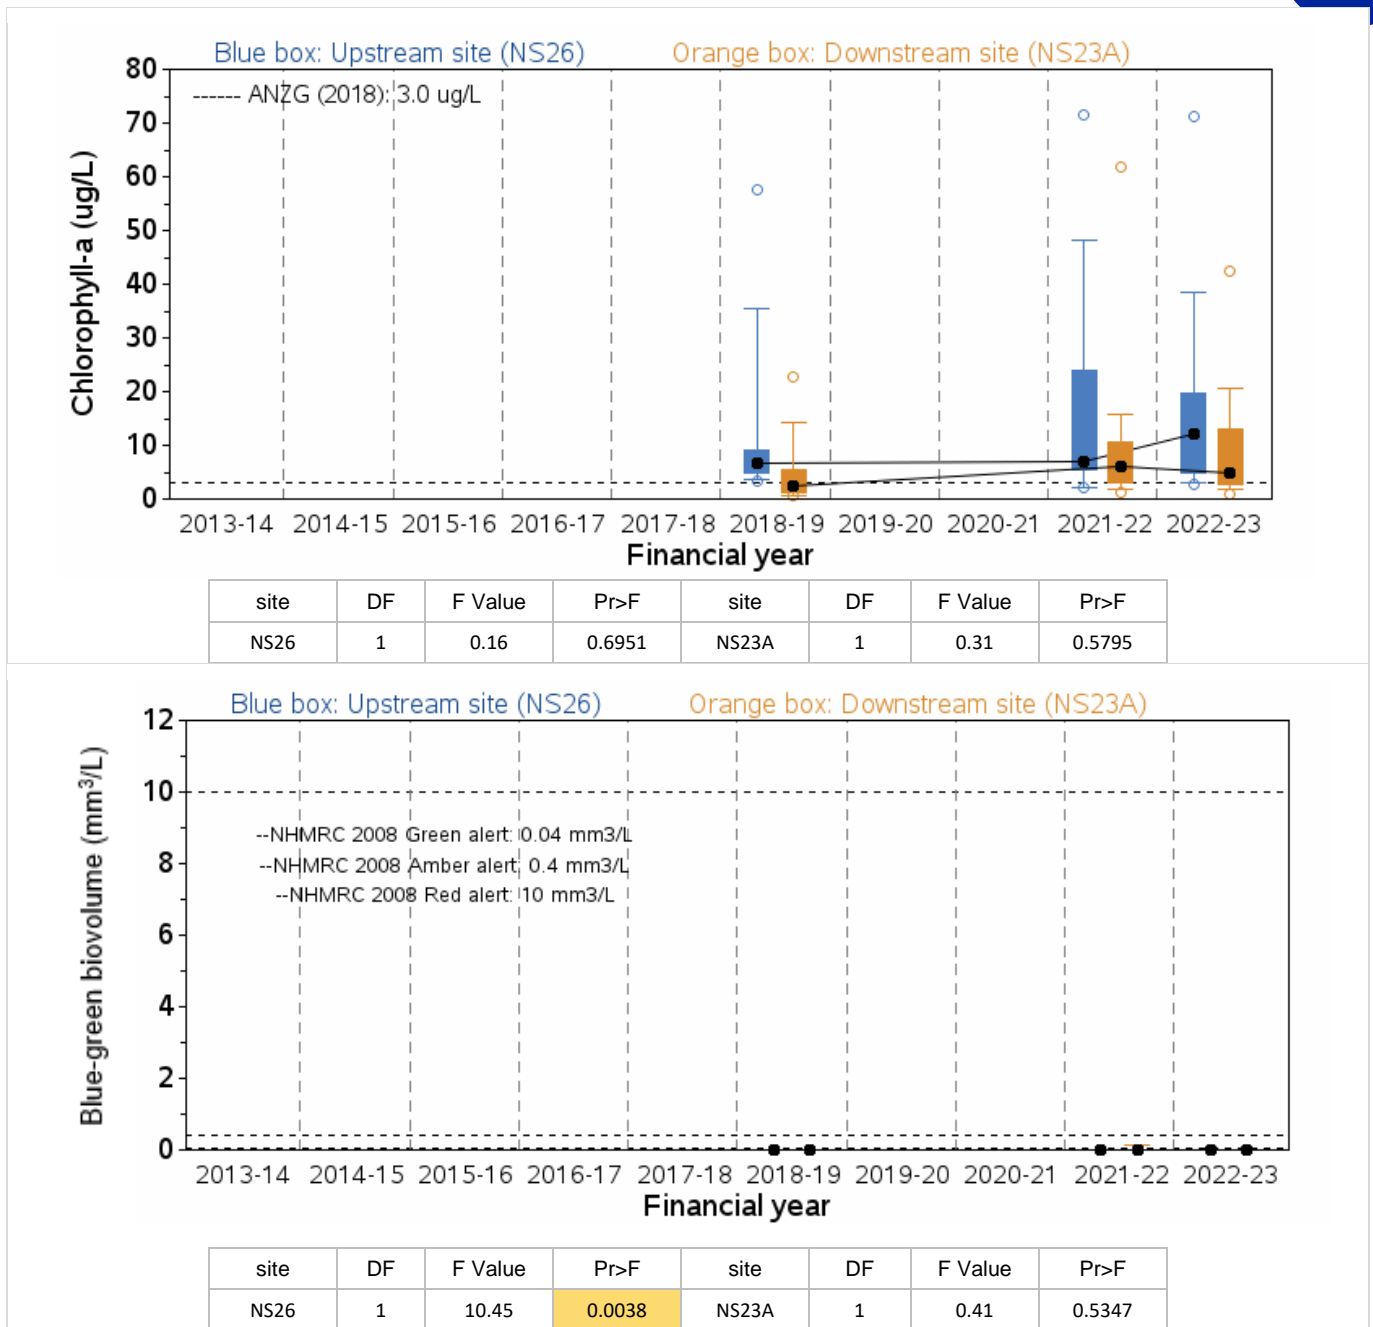 Blue box: Upstream site (NS26) Orange box: Downstream site (NS23A)
------ ANZG (2018): 3.0 ug/L
Chlorophyll-a (ug/L)
80
70
60
50
40
30
20
10
0
2013-14 2014-15 2015-16 2016-17 2017-18 2018-19 2019-20 2020-21 2021-22 2022-23
Financial year
site DF F Value Pr>F site DF F Value Pr>F
NS26 1 0.16 0.6951 NS23A 1 0.31 0.5795
Blue box: Upstream site (NS26) Orange box: Downstream site (NS23A)
Blue-green biovolume (mm³/L)
12
10
--NHMRC 2008 Green alert: 0.04 mm3/L
8
--NHMRC 2008 Amber alert: 0.4 mm3/L
--NHMRC 2008 Red alert: 10 mm3/L
6
4
2
0
2013-14 2014-15 2015-16 2016-17 2017-18 2018-19 2019-20 2020-21 2021-22 2022-23
Financial year
site DF F Value Pr>F site DF F Value Pr>F
NS26 1 10.45 0.0038 NS23A 1 0.41 0.5347